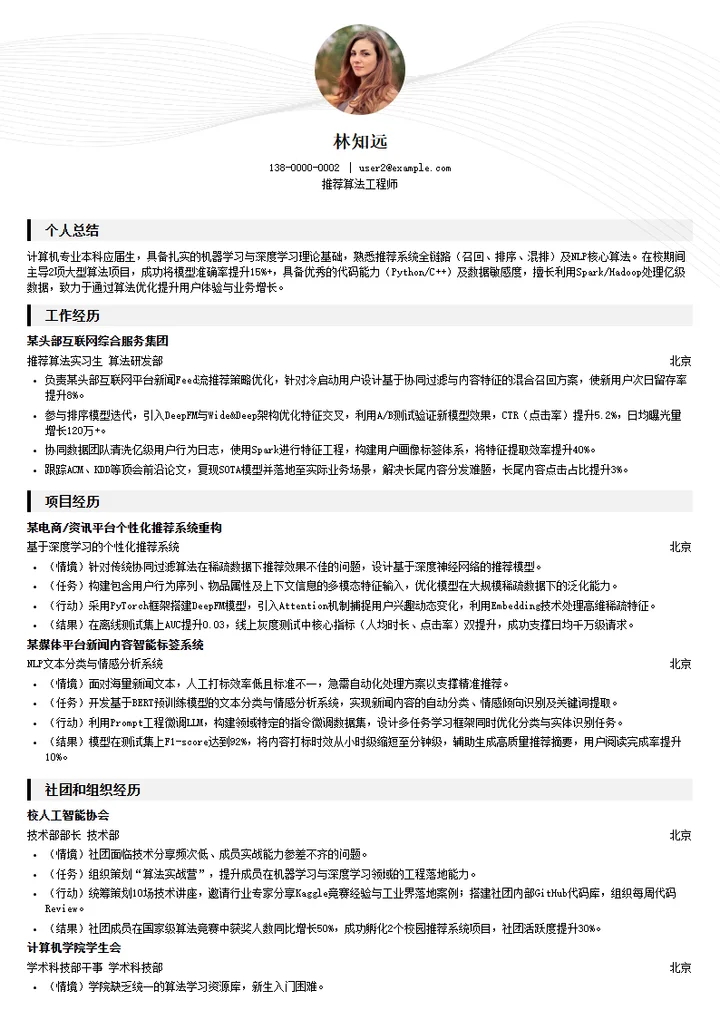 林知远
138-0000-0002 | user2@example.com
推荐算法工程师
个人总结
计算机专业本科应届生，具备扎实的机器学习与深度学习理论基础，熟悉推荐系统全链路（召回、排序、混排）及NLP核心算法。在校期间
主导2项大型算法项目，成功将模型准确率提升15%+，具备优秀的代码能力（Python/C++）及数据敏感度，擅长利用Spark/Hadoop处理亿级
数据，致力于通过算法优化提升用户体验与业务增长。
工作经历
某头部互联网综合服务集团
推荐算法实习生 算法研发部 北京
• 负责某头部互联网平台新闻Feed流推荐策略优化，针对冷启动用户设计基于协同过滤与内容特征的混合召回方案，使新用户次日留存率
提升8%。
• 参与排序模型迭代，引入DeepFM与Wide&Deep架构优化特征交叉，利用A/B测试验证新模型效果，CTR（点击率）提升5.2%，日均曝光量
增长120万+。
• 协同数据团队清洗亿级用户行为日志，使用Spark进行特征工程，构建用户画像标签体系，将特征提取效率提升40%。
• 跟踪ACM、KDD等顶会前沿论文，复现SOTA模型并落地至实际业务场景，解决长尾内容分发难题，长尾内容点击占比提升3%。
项目经历
某电商/资讯平台个性化推荐系统重构
基于深度学习的个性化推荐系统 北京
• （情境）针对传统协同过滤算法在稀疏数据下推荐效果不佳的问题，设计基于深度神经网络的推荐模型。
• （任务）构建包含用户行为序列、物品属性及上下文信息的多模态特征输入，优化模型在大规模稀疏数据下的泛化能力。
• （行动）采用PyTorch框架搭建DeepFM模型，引入Attention机制捕捉用户兴趣动态变化，利用Embedding技术处理高维稀疏特征。
• （结果）在离线测试集上AUC提升0.03，线上灰度测试中核心指标（人均时长、点击率）双提升，成功支撑日均千万级请求。
某媒体平台新闻内容智能标签系统
NLP文本分类与情感分析系统 北京
• （情境）面对海量新闻文本，人工打标效率低且标准不一，急需自动化处理方案以支撑精准推荐。
• （任务）开发基于BERT预训练模型的文本分类与情感分析系统，实现新闻内容的自动分类、情感倾向识别及关键词提取。
• （行动）利用Prompt工程微调LLM，构建领域特定的指令微调数据集，设计多任务学习框架同时优化分类与实体识别任务。
• （结果）模型在测试集上F1-score达到92%，将内容打标时效从小时级缩短至分钟级，辅助生成高质量推荐摘要，用户阅读完成率提升
10%。
社团和组织经历
校人工智能协会
技术部部长 技术部 北京
• （情境）社团面临技术分享频次低、成员实战能力参差不齐的问题。
• （任务）组织策划“算法实战营”，提升成员在机器学习与深度学习领域的工程落地能力。
• （行动）统筹策划10场技术讲座，邀请行业专家分享Kaggle竞赛经验与工业界落地案例；搭建社团内部GitHub代码库，组织每周代码
Review。
• （结果）社团成员在国家级算法竞赛中获奖人数同比增长50%，成功孵化2个校园推荐系统项目，社团活跃度提升30%。
计算机学院学生会
学术科技部干事 学术科技部 北京
• （情境）学院缺乏统一的算法学习资源库，新生入门困难。